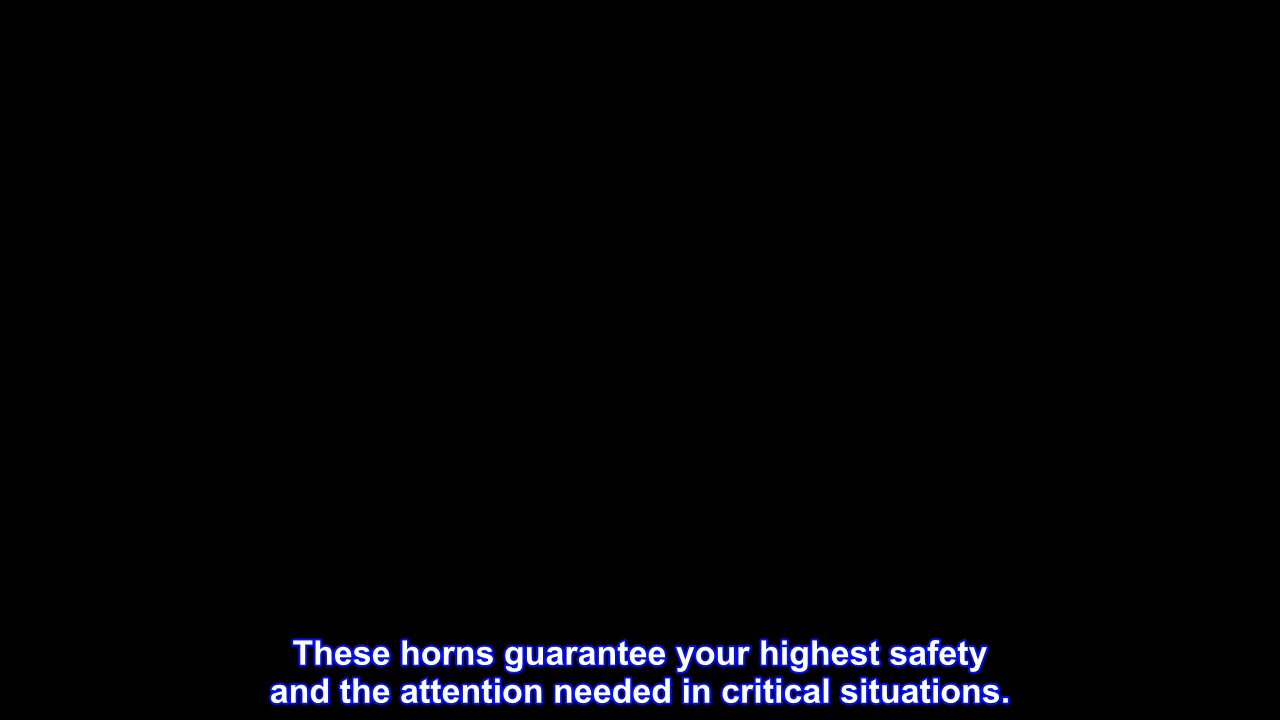 These horns guarantee your highest safety
and the attention needed in critical situations.